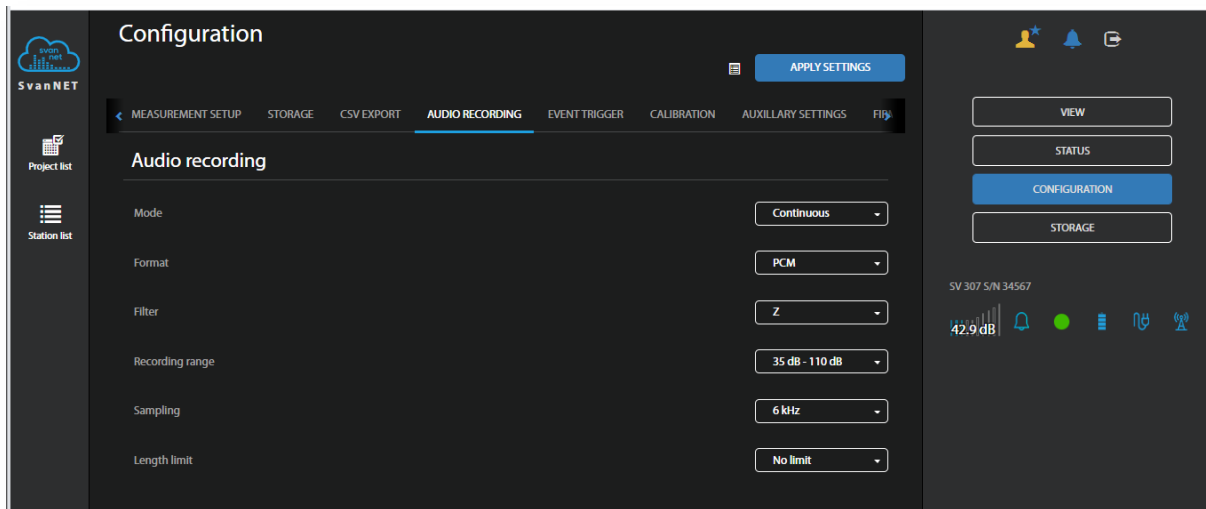 svan
net
SvanNET
Project list
Station list
Configuration
APPLY SETTINGS
MEASUREMENT SETUP STORAGE CSV EXPORT AUDIO RECORDING EVENT TRIGGER CALIBRATION AUXILLARY SETTINGS
Audio recording
Mode Continuous
Format PCM
Filter Z
Recording range 35 dB - 110 dB
Sampling 6 kHz
Length limit No limit
VIEW
STATUS
CONFIGURATION
STORAGE
SV 307 S/N 34567
42.9 dB